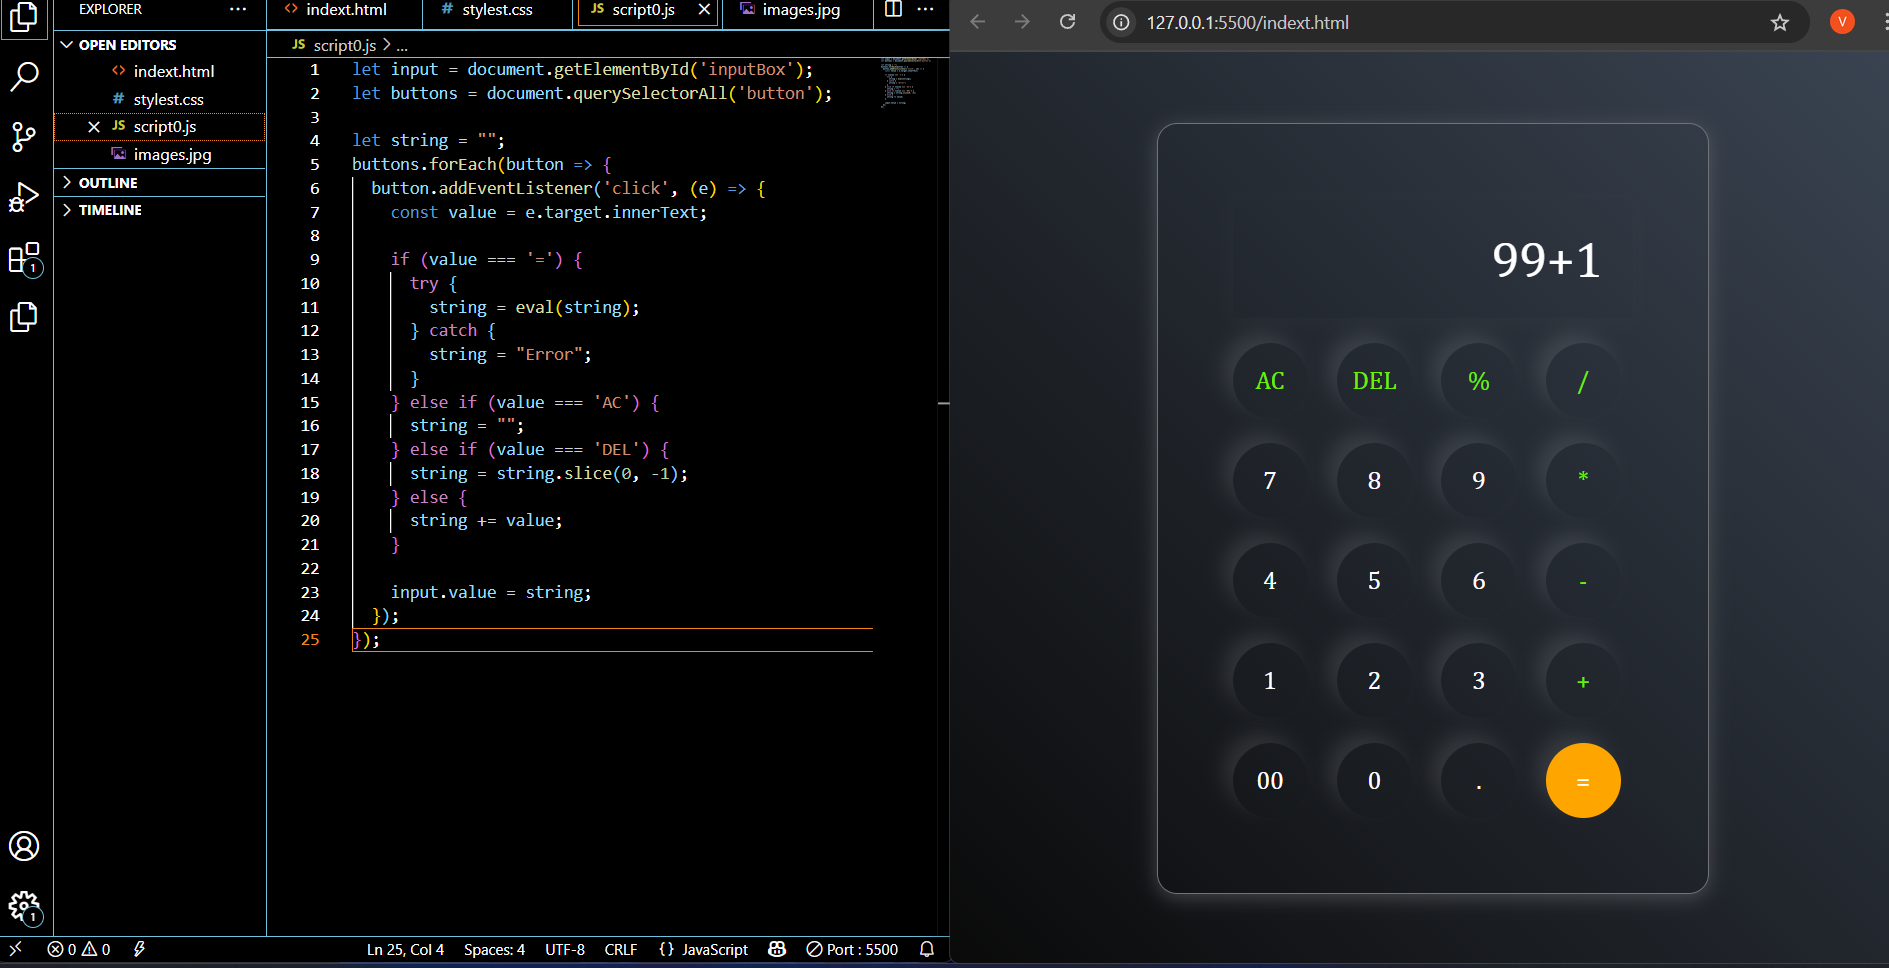 EXPLORER ···
OPEN EDITORS
<> indext.html
# stylest.css
JS script0.js
images.jpg
OUTLINE
TIMELINE
1
1
<> indext.html
# stylest.css
JS script0.js
images.jpg
···
JS script0.js > ...
1 let input = document.getElementById('inputBox');
2 let buttons = document.querySelectorAll('button');
3
4 let string = "";
5 buttons.forEach(button => {
6   button.addEventListener('click', (e) => {
7     const value = e.target.innerText;
8
9     if (value === '=') {
10       try {
11         string = eval(string);
12       } catch {
13         string = "Error";
14       }
15     } else if (value === 'AC') {
16       string = "";
17     } else if (value === 'DEL') {
18       string = string.slice(0, -1);
19     } else {
20       string += value;
21     }
22
23     input.value = string;
24   });
25 });
0 0
Ln 25, Col 4 Spaces: 4 UTF-8 CRLF {} JavaScript Port : 5500
127.0.0.1:5500/indext.html
V
99+1
AC DEL % /
7 8 9 *
4 5 6 -
1 2 3 +
00 0 . =